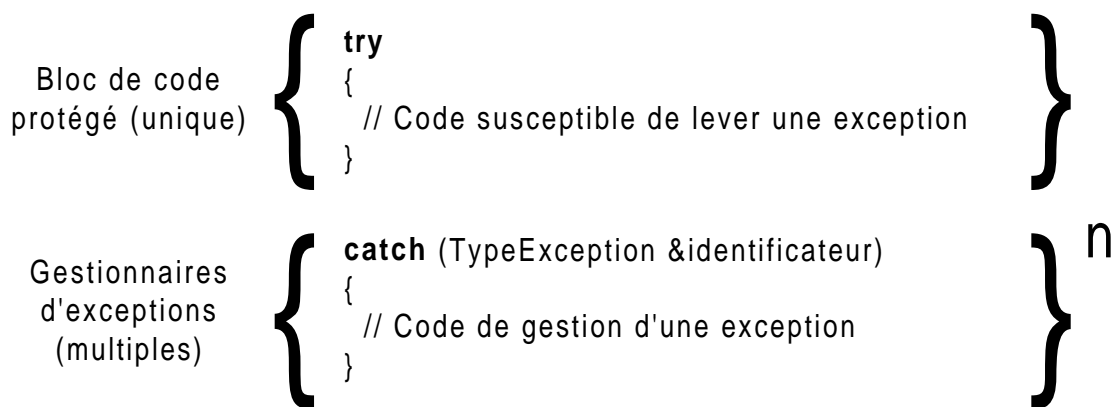 Bloc de code
protégé (unique)
try
{
// Code susceptible de lever une exception
}
Gestionnaires
d'exceptions
(multiples)
catch (TypeException &identificateur)
{
// Code de gestion d'une exception
}
n